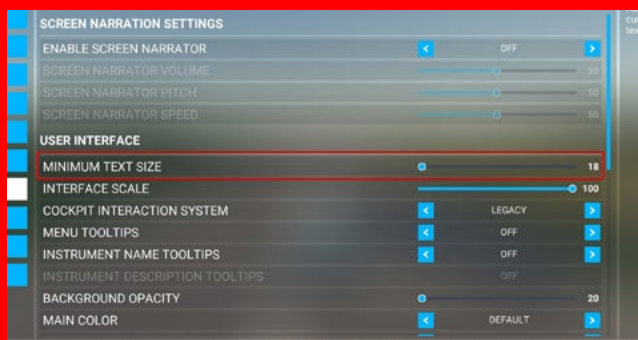 SCREEN NARRATION SETTINGS
ENABLE SCREEN NARRATOR OFF
SCREEN NARRATOR VOLUME 50
SCREEN NARRATOR PITCH 50
SCREEN NARRATOR SPEED 50
USER INTERFACE
MINIMUM TEXT SIZE 18
INTERFACE SCALE 100
COCKPIT INTERACTION SYSTEM LEGACY
MENU TOOLTIPS OFF
INSTRUMENT NAME TOOLTIPS OFF
INSTRUMENT DESCRIPTION TOOLTIPS OFF
BACKGROUND OPACITY 20
MAIN COLOR DEFAULT